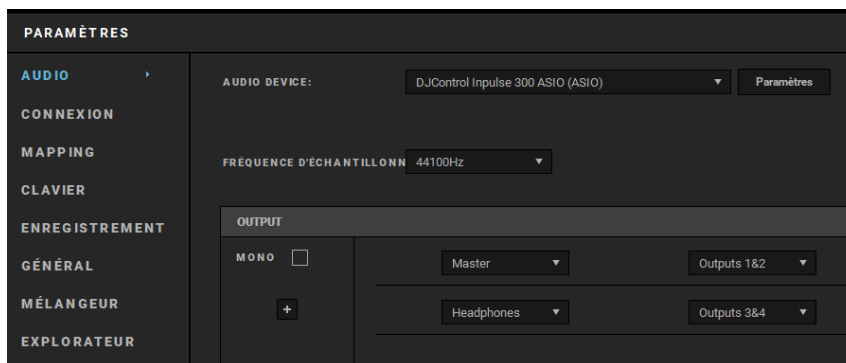 PARAMÈTRES
AUDIO
AUDIO DEVICE:
DJControl Inpulse 300 ASIO (ASIO)
Paramètres
CONNEXION
MAPPING
FRÉQUENCE D'ÉCHANTILLONN
44100Hz
CLAVIER
ENREGISTREMENT
OUTPUT
GÉNÉRAL
MONO
Master
Outputs 1&2
MÉLANGEUR
+
Headphones
Outputs 3&4
EXPLORATEUR